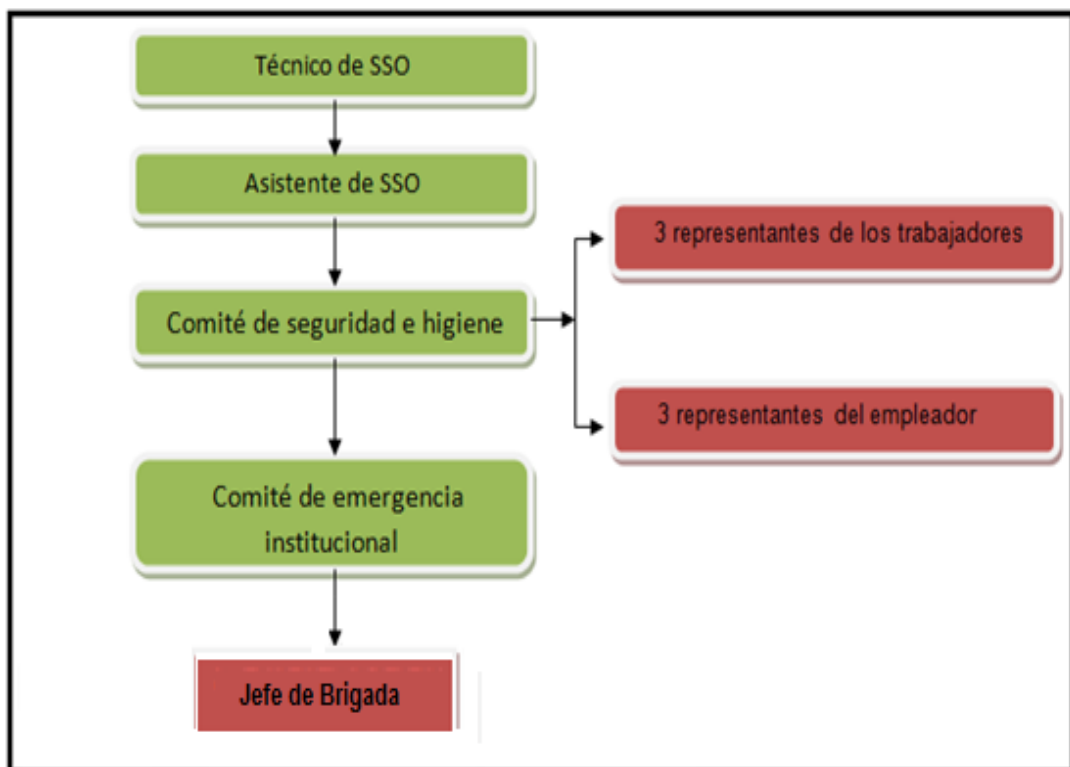 Técnico de SSO
Asistente de SSO
3 representantes de los trabajadores
Comité de seguridad e higiene
3 representantes del empleador
Comité de emergencia
institucional
Jefe de Brigada